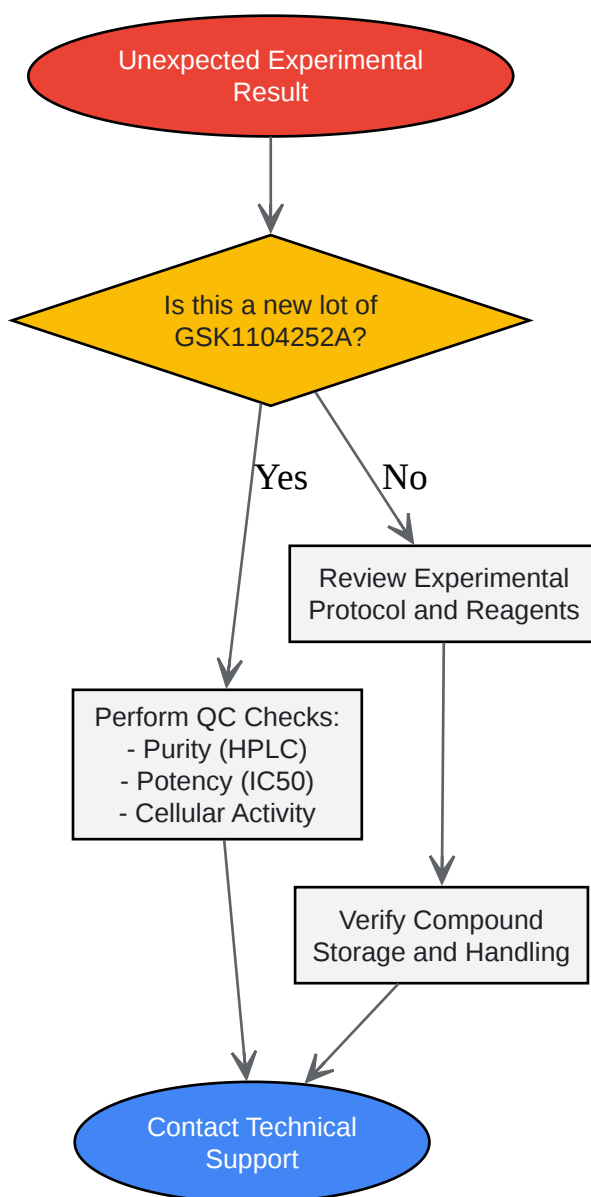 Unexpected Experimental
Result
Is this a new lot of
GSK1104252A?
Yes
No
Review Experimental
Protocol and Reagents
Perform QC Checks:
- Purity (HPLC)
- Potency (IC50)
- Cellular Activity
Verify Compound
Storage and Handling
Contact Technical
Support